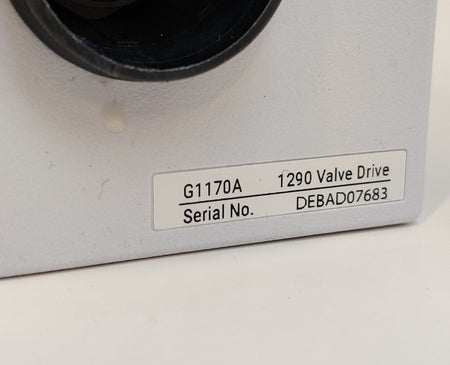 G1170A 1290 Valve Drive
Serial No. DEBAD07683